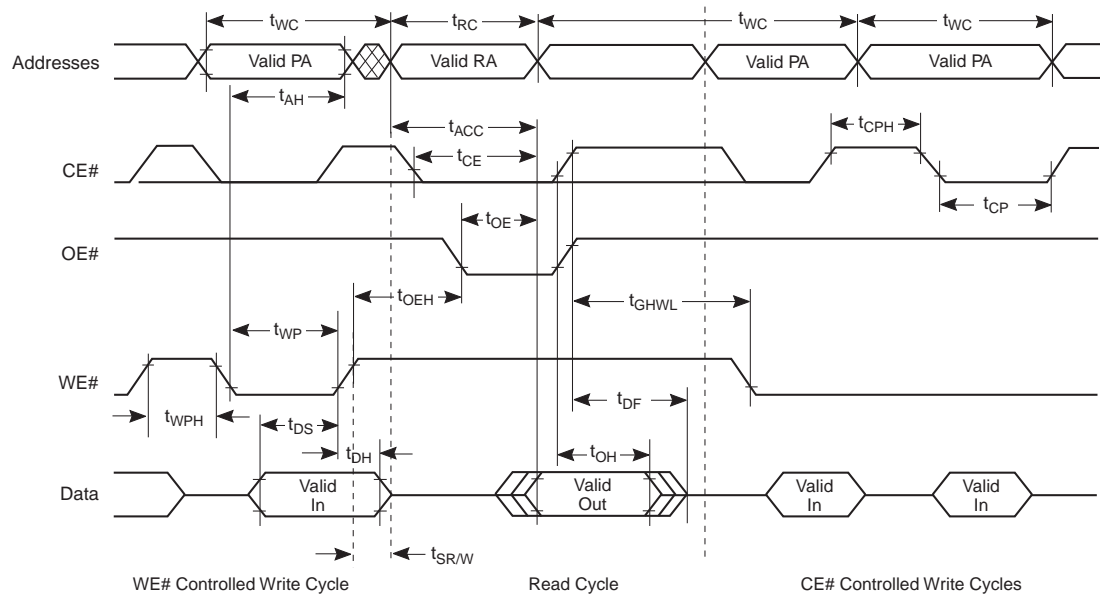 tWC tRC tWC tWC
Addresses Valid PA Valid RA Valid PA Valid PA
tAH
tACC tCPH
tCE
CE#
tCP
tOE
OE#
tOEH tGHWL
tWP
WE#
tDF
tWPH tDS
tDH tOH
Data Valid In Valid Out Valid In Valid In
tSR/W
WE# Controlled Write Cycle Read Cycle CE# Controlled Write Cycles